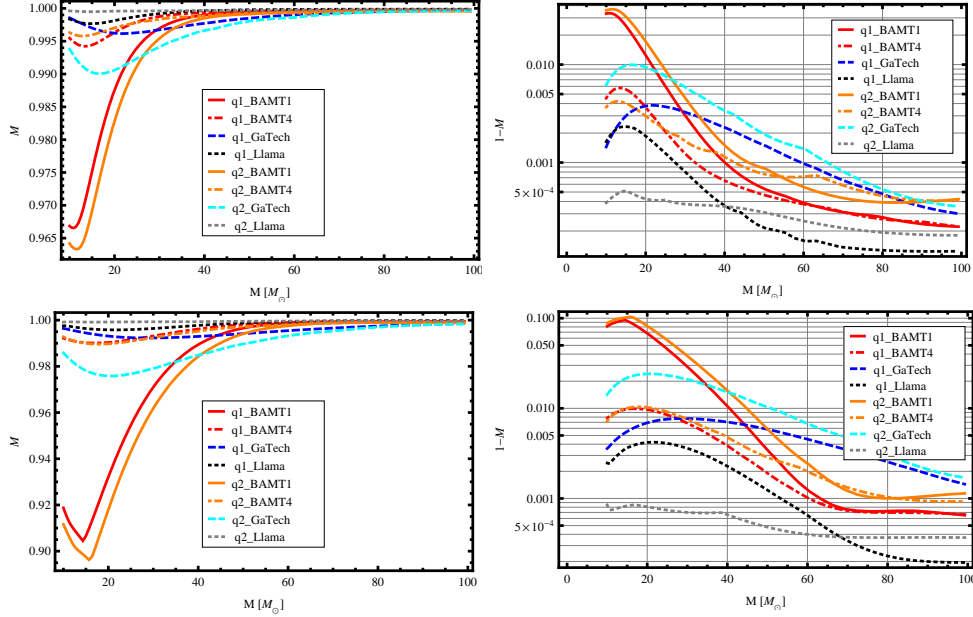 1.000
0.995
0.990
0.985
0.980
0.975
0.970
0.965
M
q1_BAMT1
q1_BAMT4
q1_GaTech
q1_Llama
q2_BAMT1
q2_BAMT4
q2_GaTech
q2_Llama
20 40 60 80 100
M [M⊙]
0.010
0.005
0.001
5×10⁻⁴
1−M
q1_BAMT1
q1_BAMT4
q1_GaTech
q1_Llama
q2_BAMT1
q2_BAMT4
q2_GaTech
q2_Llama
0 20 40 60 80 100
M [M⊙]
1.00
0.98
0.96
0.94
0.92
0.90
M
q1_BAMT1
q1_BAMT4
q1_GaTech
q1_Llama
q2_BAMT1
q2_BAMT4
q2_GaTech
q2_Llama
20 40 60 80 100
M [M⊙]
0.100
0.050
0.010
0.005
0.001
5×10⁻⁴
1−M
q1_BAMT1
q1_BAMT4
q1_GaTech
q1_Llama
q2_BAMT1
q2_BAMT4
q2_GaTech
q2_Llama
0 20 40 60 80 100
M [M⊙]